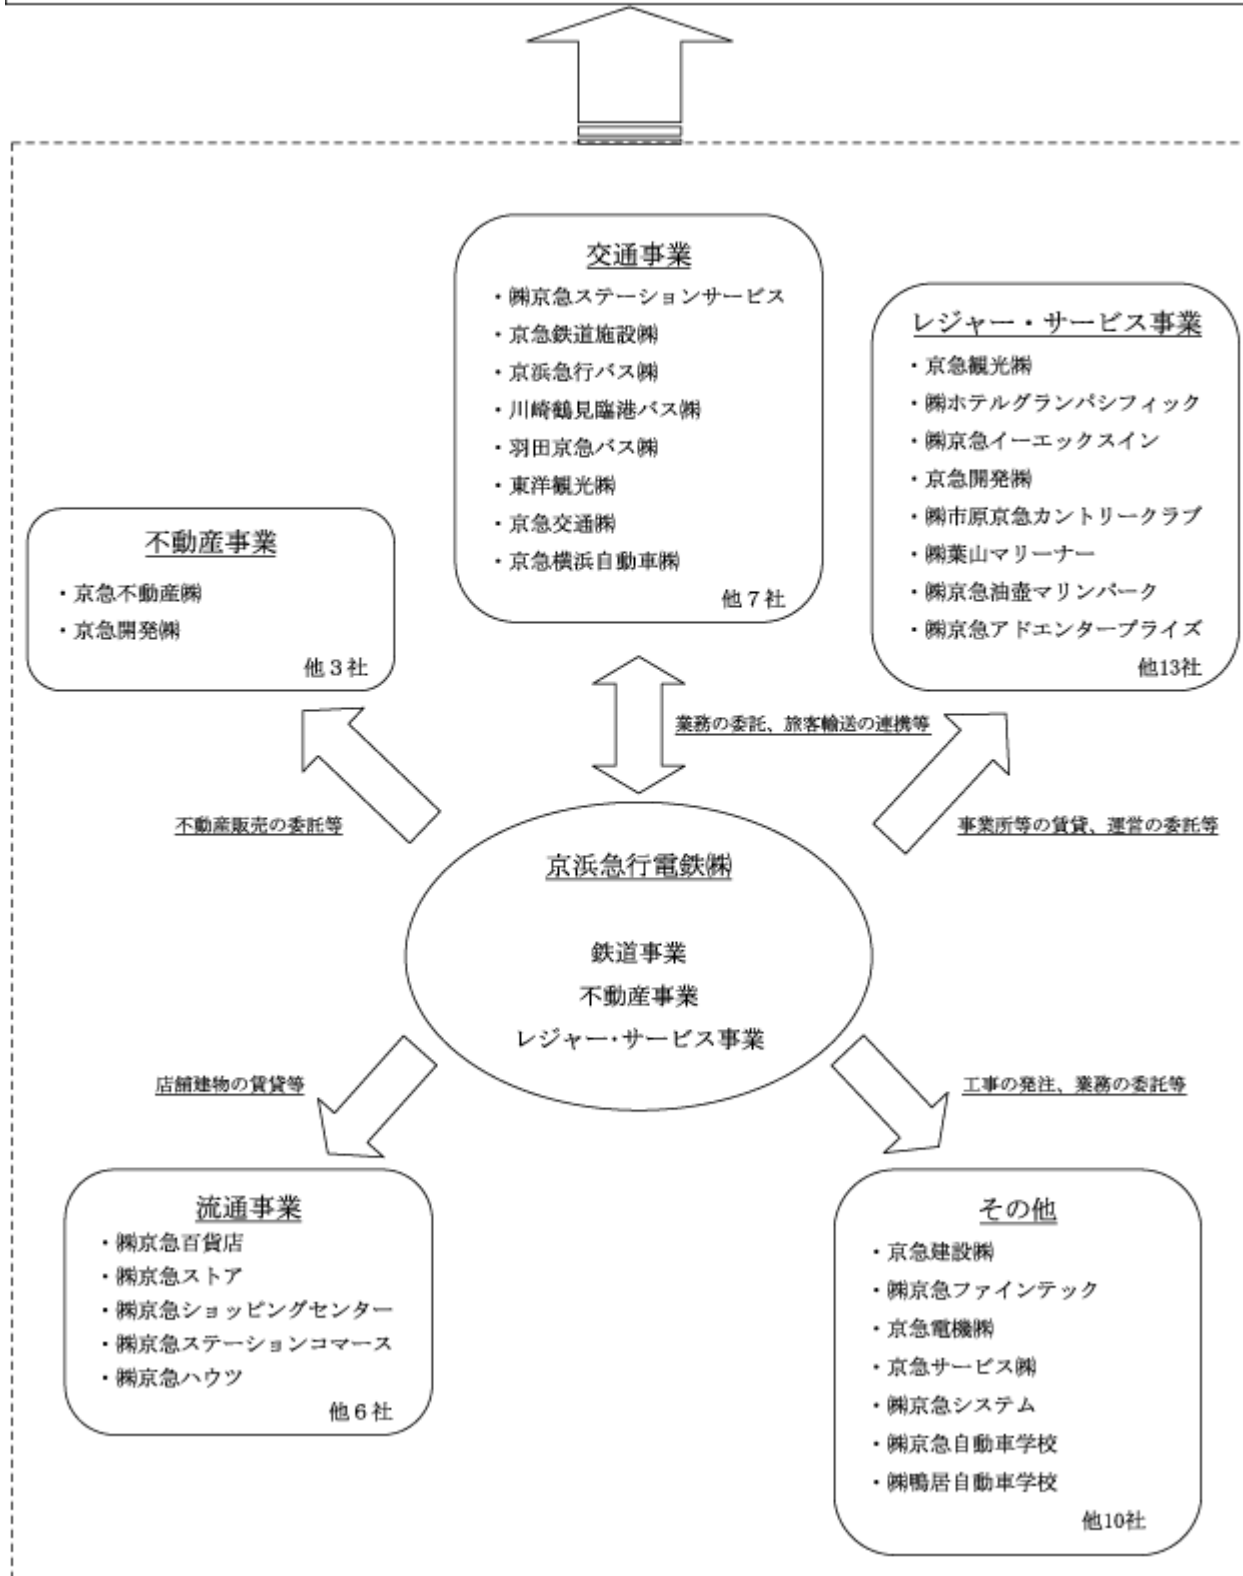 交通事業
・㈱京急ステーションサービス
・京急鉄道施設㈱
・京浜急行バス㈱
・川崎鶴見臨港バス㈱
・羽田京急バス㈱
・東洋観光㈱
・京急交通㈱
・京急横浜自動車㈱
他７社
レジャー・サービス事業
・京急観光㈱
・㈱ホテルグランパシフィック
・㈱京急イーエックスイン
・京急開発㈱
・㈱市原京急カントリークラブ
・㈱葉山マリーナー
・㈱京急油壺マリンパーク
・㈱京急アドエンタープライズ
他13社
不動産事業
・京急不動産㈱
・京急開発㈱
他３社
業務の委託、旅客輸送の連携等
不動産販売の委託等
事業所等の賃貸、運営の委託等
京浜急行電鉄㈱
鉄道事業
不動産事業
レジャー・サービス事業
店舗建物の賃貸等
工事の発注、業務の委託等
流通事業
・㈱京急百貨店
・㈱京急ストア
・㈱京急ショッピングセンター
・㈱京急ステーションコマース
・㈱京急ハウツ
他６社
その他
・京急建設㈱
・㈱京急ファインテック
・京急電機㈱
・京急サービス㈱
・㈱京急システム
・㈱京急自動車学校
・㈱鴨居自動車学校
他10社